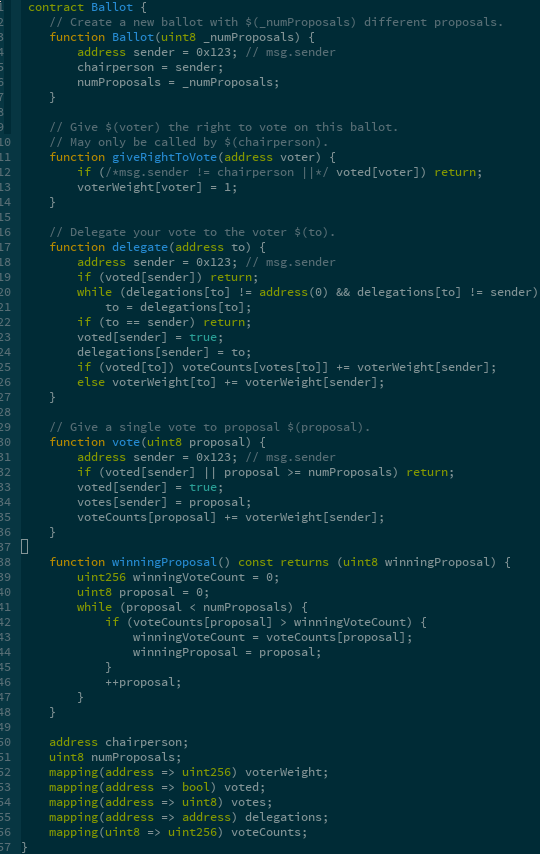 1 contract Ballot {
2     // Create a new ballot with $(_numProposals) different proposals.
3     function Ballot(uint8 _numProposals) {
4         address sender = 0x123; // msg.sender
5         chairperson = sender;
6         numProposals = _numProposals;
7     }
8
9     // Give $(voter) the right to vote on this ballot.
10     // May only be called by $(chairperson).
11     function giveRightToVote(address voter) {
12         if (/*msg.sender != chairperson ||*/ voted[voter]) return;
13         voterWeight[voter] = 1;
14     }
15
16     // Delegate your vote to the voter $(to).
17     function delegate(address to) {
18         address sender = 0x123; // msg.sender
19         if (voted[sender]) return;
20         while (delegations[to] != address(0) && delegations[to] != sender)
21             to = delegations[to];
22         if (to == sender) return;
23         voted[sender] = true;
24         delegations[sender] = to;
25         if (voted[to]) voteCounts[votes[to]] += voterWeight[sender];
26         else voterWeight[to] += voterWeight[sender];
27     }
28
29     // Give a single vote to proposal $(proposal).
30     function vote(uint8 proposal) {
31         address sender = 0x123; // msg.sender
32         if (voted[sender] || proposal >= numProposals) return;
33         voted[sender] = true;
34         votes[sender] = proposal;
35         voteCounts[proposal] += voterWeight[sender];
36     }
37
38     function winningProposal() const returns (uint8 winningProposal) {
39         uint256 winningVoteCount = 0;
40         uint8 proposal = 0;
41         while (proposal < numProposals) {
42             if (voteCounts[proposal] > winningVoteCount) {
43                 winningVoteCount = voteCounts[proposal];
44                 winningProposal = proposal;
45             }
46             ++proposal;
47         }
48     }
49
50     address chairperson;
51     uint8 numProposals;
52     mapping(address => uint256) voterWeight;
53     mapping(address => bool) voted;
54     mapping(address => uint8) votes;
55     mapping(address => address) delegations;
56     mapping(uint8 => uint256) voteCounts;
57 }